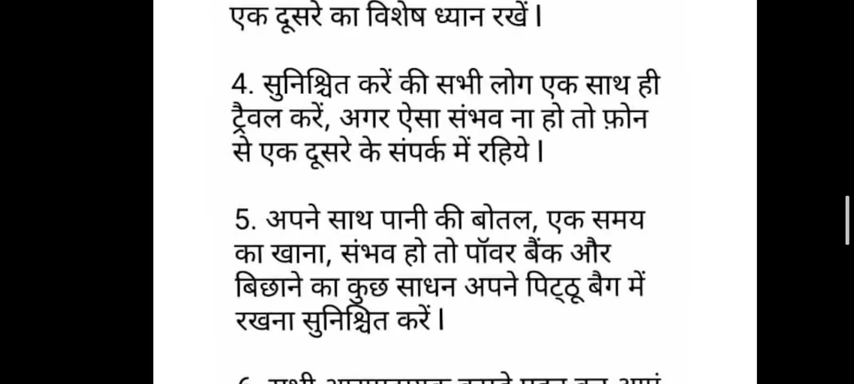 एक दूसरे का विशेष ध्यान रखें l
4. सुनिश्चित करें की सभी लोग एक साथ ही
ट्रैवल करें, अगर ऐसा संभव ना हो तो फ़ोन
से एक दूसरे के संपर्क में रहिये l
5. अपने साथ पानी की बोतल, एक समय
का खाना, संभव हो तो पॉवर बैंक और
बिछाने का कुछ साधन अपने पिट्ठू बैग में
रखना सुनिश्चित करें l